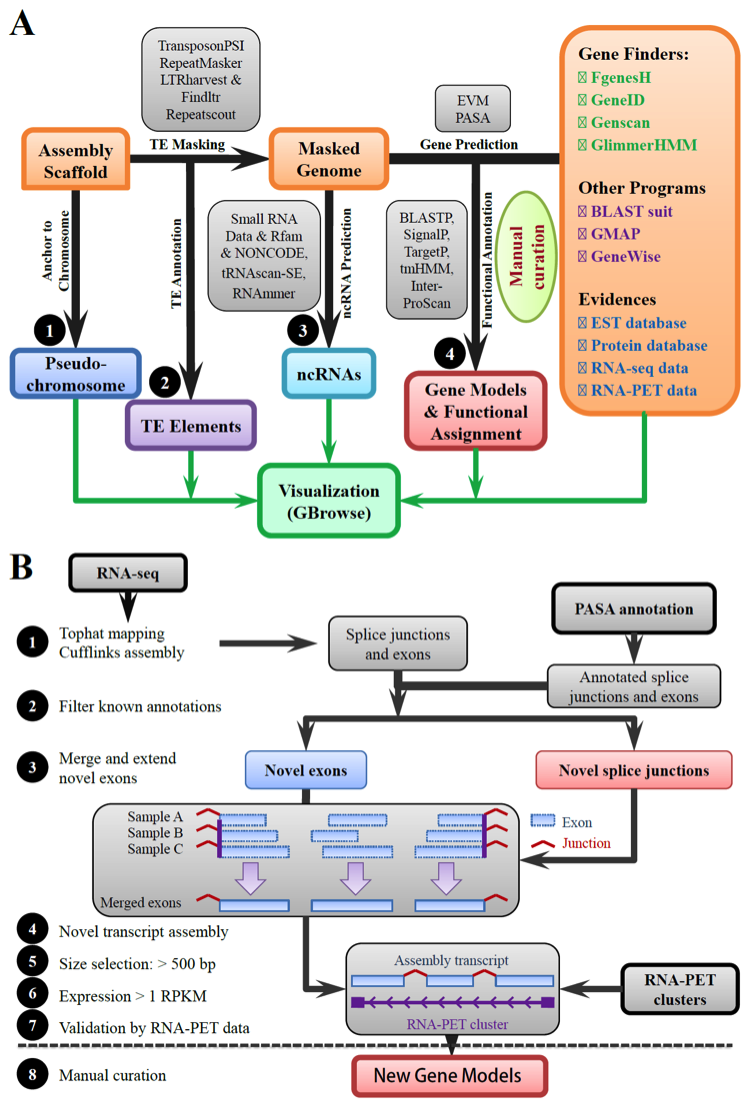 A
TransposonPSI
RepeatMasker
LTRharvest &
Findltr
Repeatscout
EVM
PASA
Gene Finders:
FgenesH
GeneID
Genscan
GlimmerHMM
Other Programs
BLAST suit
GMAP
GeneWise
Evidences
EST database
Protein database
RNA-seq data
RNA-PET data
Assembly
Scaffold
TE Masking
Masked
Genome
Gene Prediction
Anchor to
Chromosome
TE Annotation
Small RNA
Data & Rfam
& NONCODE,
tRNAscan-SE,
RNAmmer
ncRNA Prediction
BLASTP,
SignalP,
TargetP,
tmHMM,
Inter-
ProScan
Functional Annotation
Manual
curation
1
Pseudo-
chromosome
2
TE Elements
3
ncRNAs
4
Gene Models
& Functional
Assignment
Visualization
(GBrowse)
B
RNA-seq
PASA annotation
1
Tophat mapping
Cufflinks assembly
Splice junctions
and exons
Annotated splice
junctions and exons
2
Filter known annotations
3
Merge and extend
novel exons
Novel exons
Novel splice junctions
Sample A
Sample B
Sample C
Exon
Junction
Merged exons
4
Novel transcript assembly
5
Size selection: > 500 bp
6
Expression > 1 RPKM
7
Validation by RNA-PET data
Assembly transcript
RNA-PET cluster
RNA-PET
clusters
8
Manual curation
New Gene Models